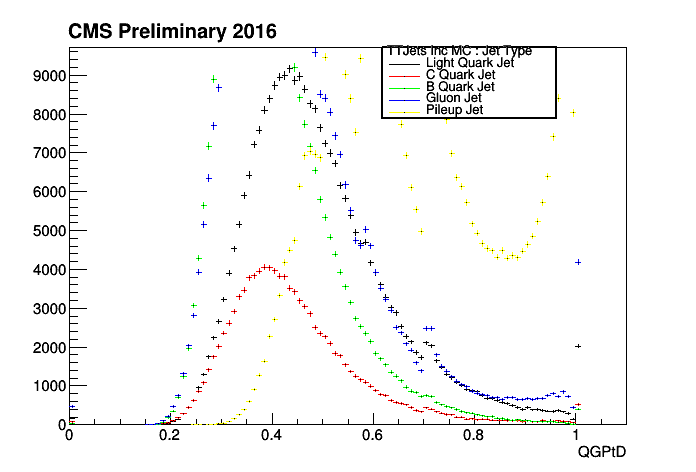 CMS Preliminary 2016
TTJets Inc MC : Jet Type
Light Quark Jet
C Quark Jet
B Quark Jet
Gluon Jet
Pileup Jet
9000
8000
7000
6000
5000
4000
3000
2000
1000
0
0 0.2 0.4 0.6 0.8 1
QGPtD